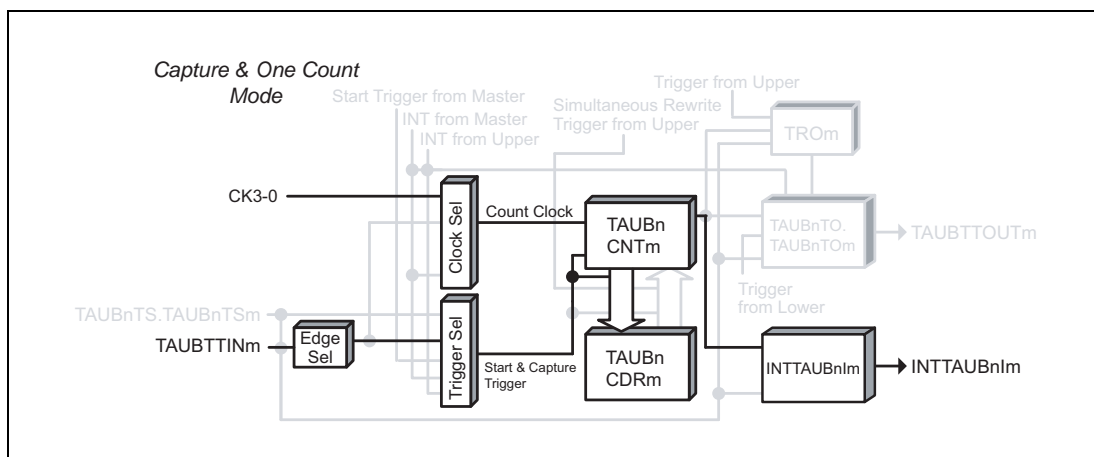 Capture & One Count
Mode
Trigger from Upper
Start Trigger from Master
Simultaneous Rewrite
INT from Master
Trigger from Upper
INT from Upper
TROm
CK3-0
Clock Sel
Count Clock
TAUBn
CNTm
TAUBnTO.
TAUBnTOm
TAUBTTOUTm
Trigger
from Lower
TAUBnTS.TAUBnTSm
TAUBTTINm
Edge
Sel
Trigger Sel
Start & Capture
Trigger
TAUBn
CDRm
INTTAUBnIm
INTTAUBnIm